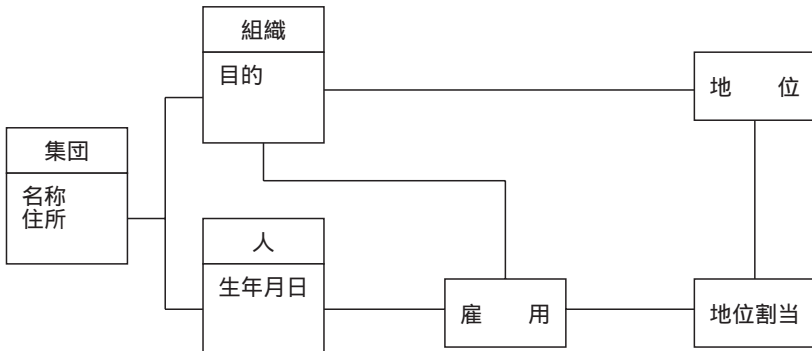 組織
目的
地　　位
集団
名称
住所
人
生年月日
雇　　用
地位割当